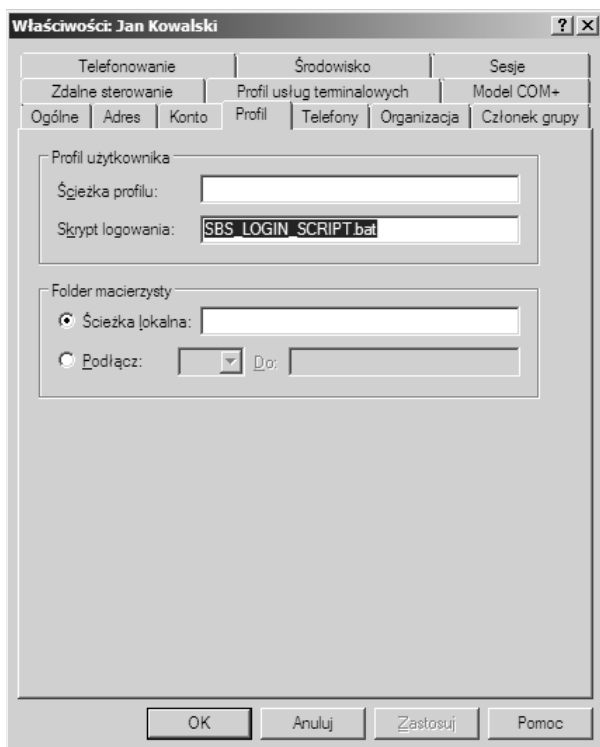 Właściwości: Jan Kowalski
Telefonowanie Środowisko Sesje
Zdalne sterowanie Profil usług terminalowych Model COM+
Ogólne Adres Konto Profil Telefony Organizacja Członek grupy
Profil użytkownika
Ścieżka profilu:
Skrypt logowania: SBS_LOGIN_SCRIPT.bat
Folder macierzysty
Ścieżka lokalna:
Podłącz: Do:
OK Anuluj Zastosuj Pomoc